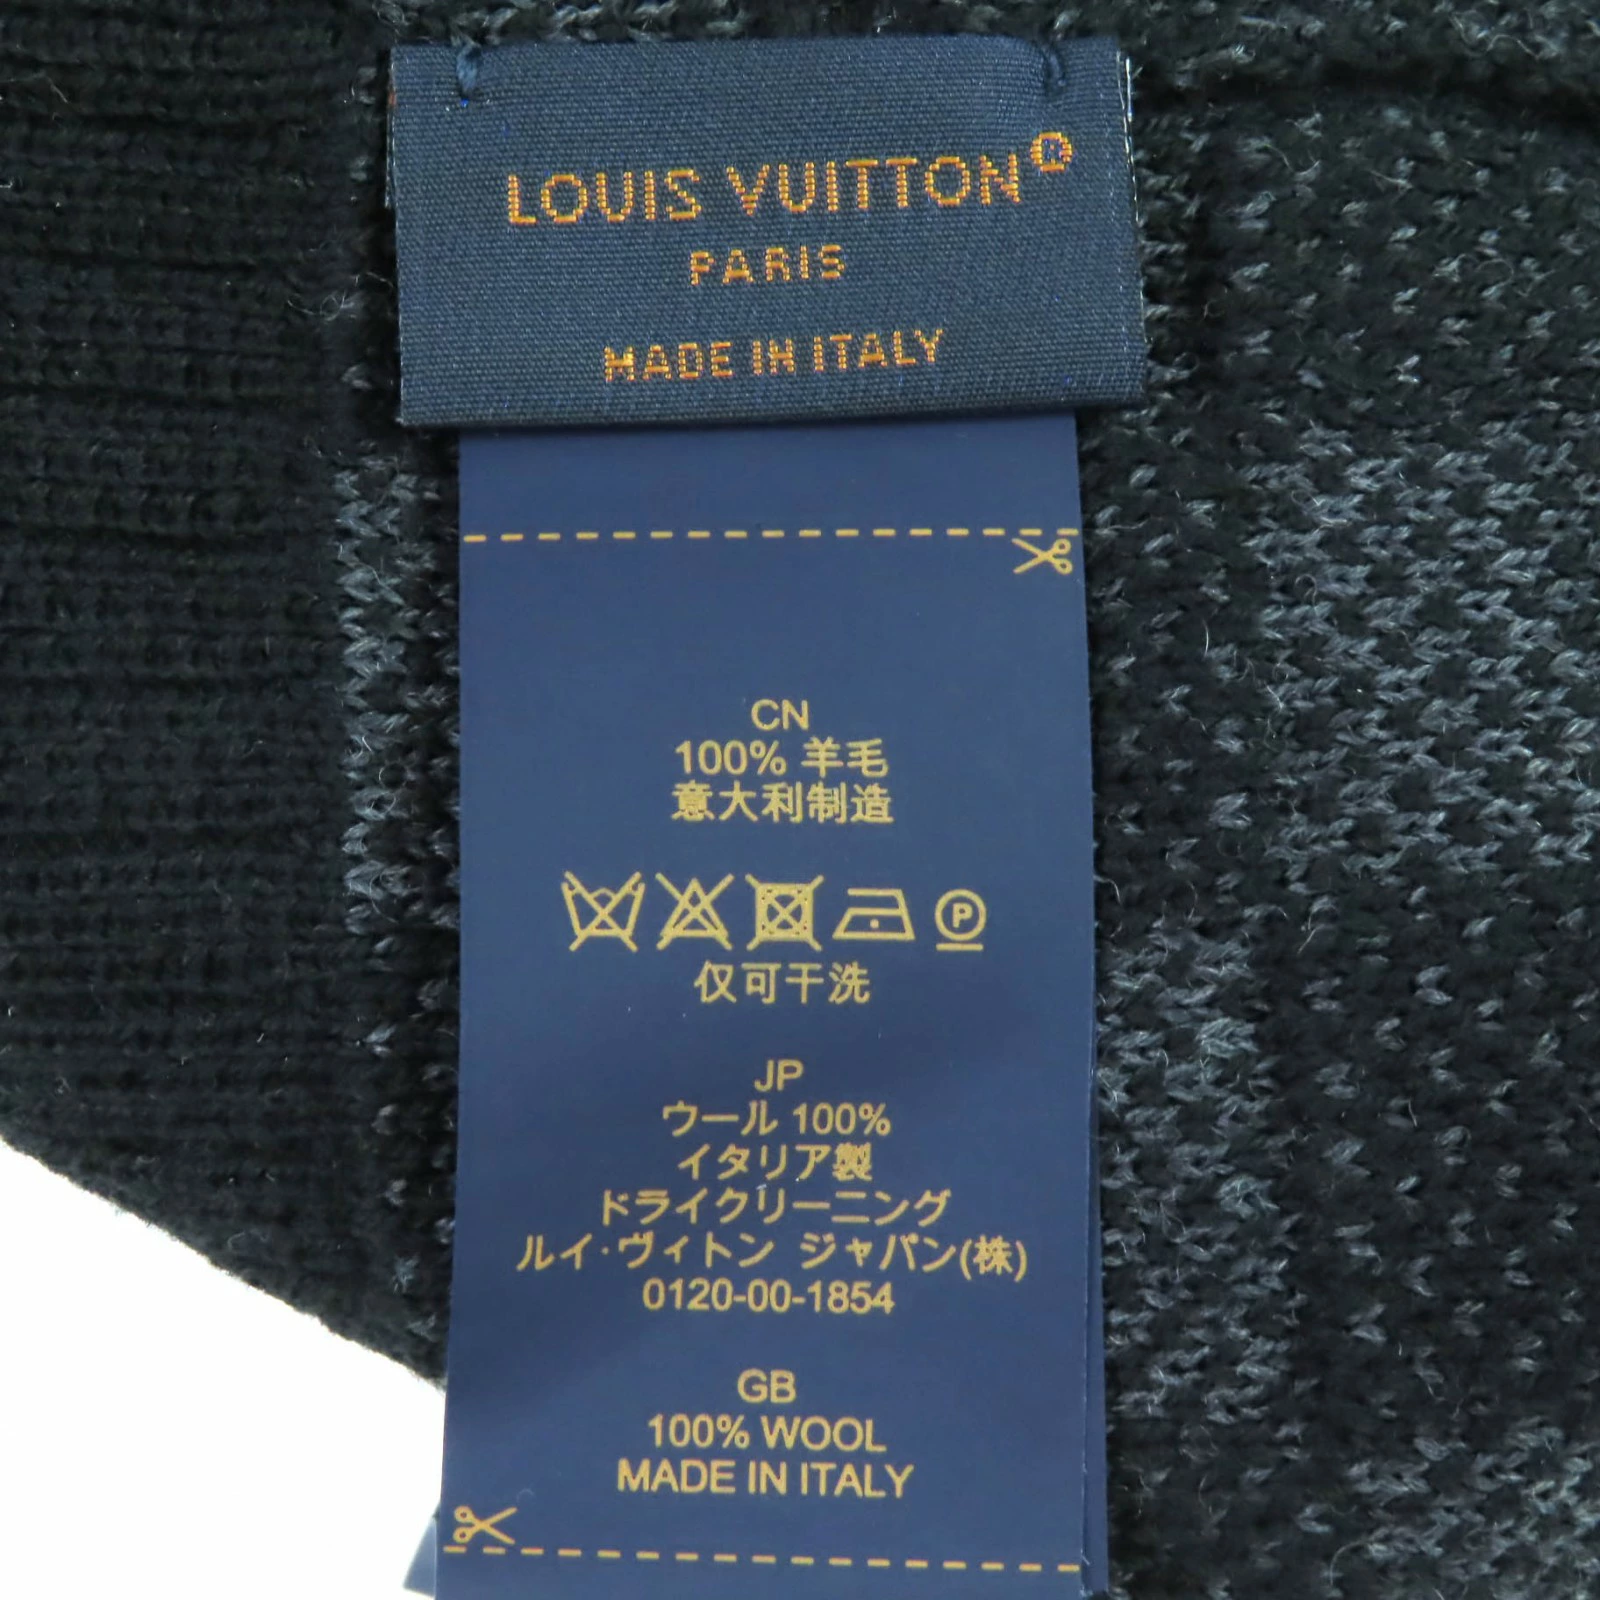 LOUIS VUITTON®
PARIS
MADE IN ITALY
CN
100% 羊毛
意大利制造
P
仅可干洗
JP
ウール 100%
イタリア製
ドライクリーニング
ルイ·ヴィトン ジャパン(株)
0120-00-1854
GB
100% WOOL
MADE IN ITALY